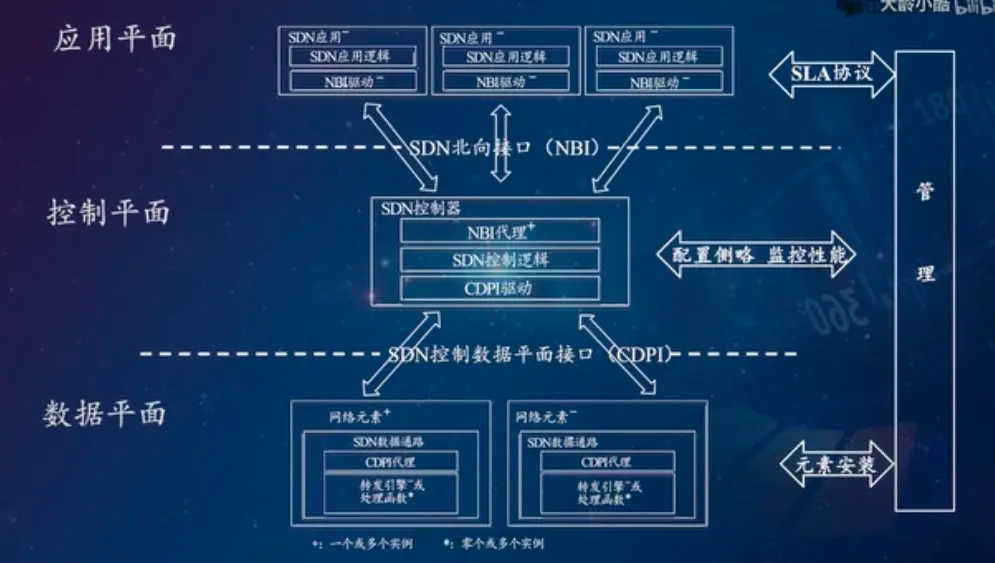 大龄小酷 bilibili
应用平面
SDN应用⁻
SDN应用逻辑
NBI驱动⁻
SDN应用⁻
SDN应用逻辑
NBI驱动⁻
SDN应用⁻
SDN应用逻辑
NBI驱动⁻
SLA协议
SDN北向接口（NBI）
管
理
控制平面
SDN控制器
NBI代理⁺
SDN控制逻辑
CDPI驱动
配置侧略 监控性能
SDN控制数据平面接口（CDPI）
数据平面
网络元素⁺
SDN数据通路
CDPI代理
转发引擎⁻或
处理函数*
网络元素⁻
SDN数据通路
CDPI代理
转发引擎⁻或
处理函数*
元素安装
+：一个或多个实例 *：零个或多个实例